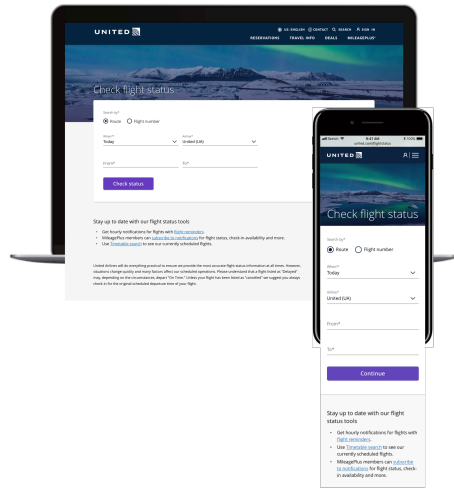 UNITED
US-ENGLISH CONTACT SEARCH SIGN IN
RESERVATIONS TRAVEL INFO DEALS MILEAGEPLUS®
Check flight status
Search by*
Route Flight number
When*
Today
Airline*
United (UA)
From* To*
Check status
Stay up to date with our flight status tools
• Get hourly notifications for flights with flight reminders.
• MileagePlus members can subscribe to notifications for flight status, check-in availability and more.
• Use Timetable search to see our currently scheduled flights.
United Airlines will do everything practical to ensure we provide the most accurate flight status information at all times. However,
situations change quickly and many factors affect our scheduled operations. Please understand that a flight listed as "Delayed"
may, depending on the circumstances, depart "On Time." Unless your flight has been listed as "cancelled" we suggest you always
check in for the original scheduled departure time of your flight.
Sketch 9:41 AM 100%
united.com/flightstatus
UNITED
Check flight status
Search by*
Route Flight number
When*
Today
Airline*
United (UA)
From*
To*
Continue
Stay up to date with our flight
status tools
• Get hourly notifications for flights with
flight reminders.
• Use Timetable search to see our
currently scheduled flights.
• MileagePlus members can subscribe
to notifications for flight status, check-
in availability and more.